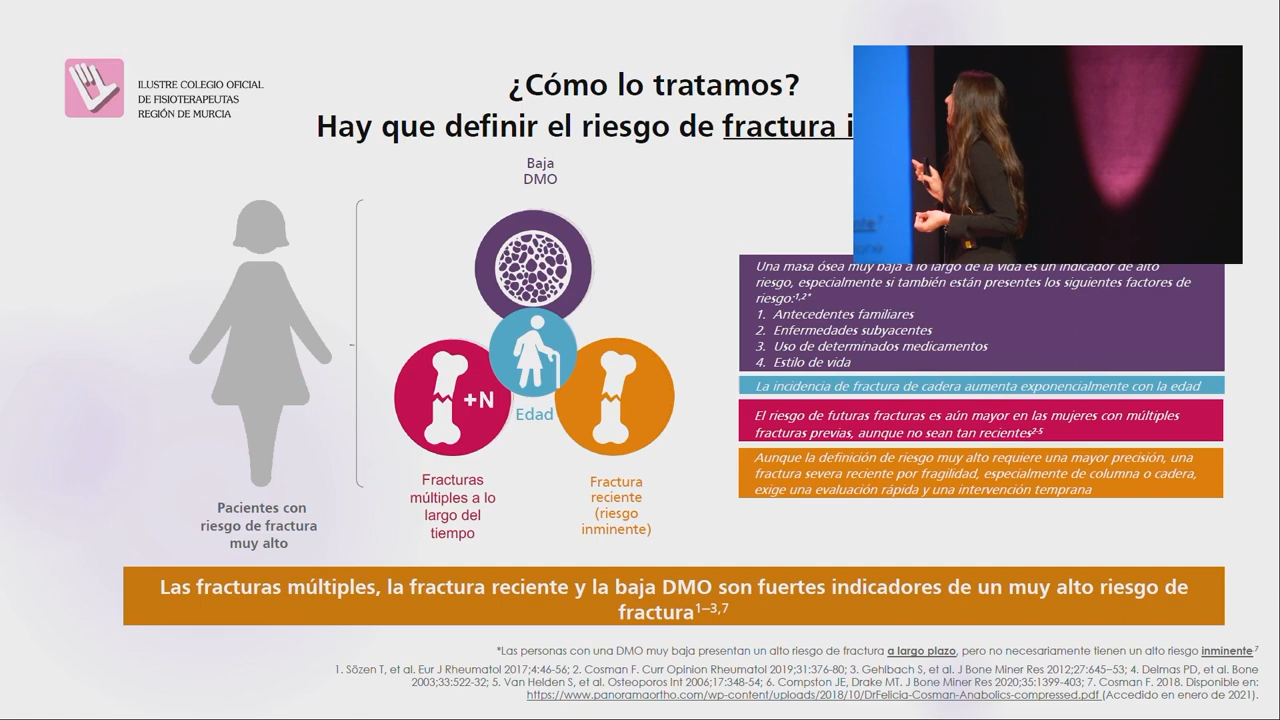 ILUSTRE COLEGIO OFICIAL
DE FISIOTERAPEUTAS
REGIÓN DE MURCIA
¿Cómo lo tratamos?
Hay que definir el riesgo de fractura i
Baja
DMO
+N
Edad
Fracturas
múltiples a lo
largo del
tiempo
Fractura
reciente
(riesgo
inminente)
Pacientes con
riesgo de fractura
muy alto
Una masa ósea muy baja a lo largo de la vida es un indicador de alto
riesgo, especialmente si también están presentes los siguientes factores de
riesgo:1,2*
1. Antecedentes familiares
2. Enfermedades subyacentes
3. Uso de determinados medicamentos
4. Estilo de vida
La incidencia de fractura de cadera aumenta exponencialmente con la edad
El riesgo de futuras fracturas es aún mayor en las mujeres con múltiples
fracturas previas, aunque no sean tan recientes2-5
Aunque la definición de riesgo muy alto requiere una mayor precisión, una
fractura severa reciente por fragilidad, especialmente de columna o cadera,
exige una evaluación rápida y una intervención temprana
Las fracturas múltiples, la fractura reciente y la baja DMO son fuertes indicadores de un muy alto riesgo de
fractura1–3,7
*Las personas con una DMO muy baja presentan un alto riesgo de fractura a largo plazo, pero no necesariamente tienen un alto riesgo inminente.7
1. Sözen T, et al. Eur J Rheumatol 2017;4:46-56; 2. Cosman F. Curr Opinion Rheumatol 2019;31:376-80; 3. Gehlbach S, et al. J Bone Miner Res 2012;27:645–53; 4. Delmas PD, et al. Bone
2003;33:522-32; 5. Van Helden S, et al. Osteoporos Int 2006;17:348-54; 6. Compston JE, Drake MT. J Bone Miner Res 2020;35:1399-403; 7. Cosman F. 2018. Disponible en:
https://www.panoramaortho.com/wp-content/uploads/2018/10/DrFelicia-Cosman-Anabolics-compressed.pdf (Accedido en enero de 2021).